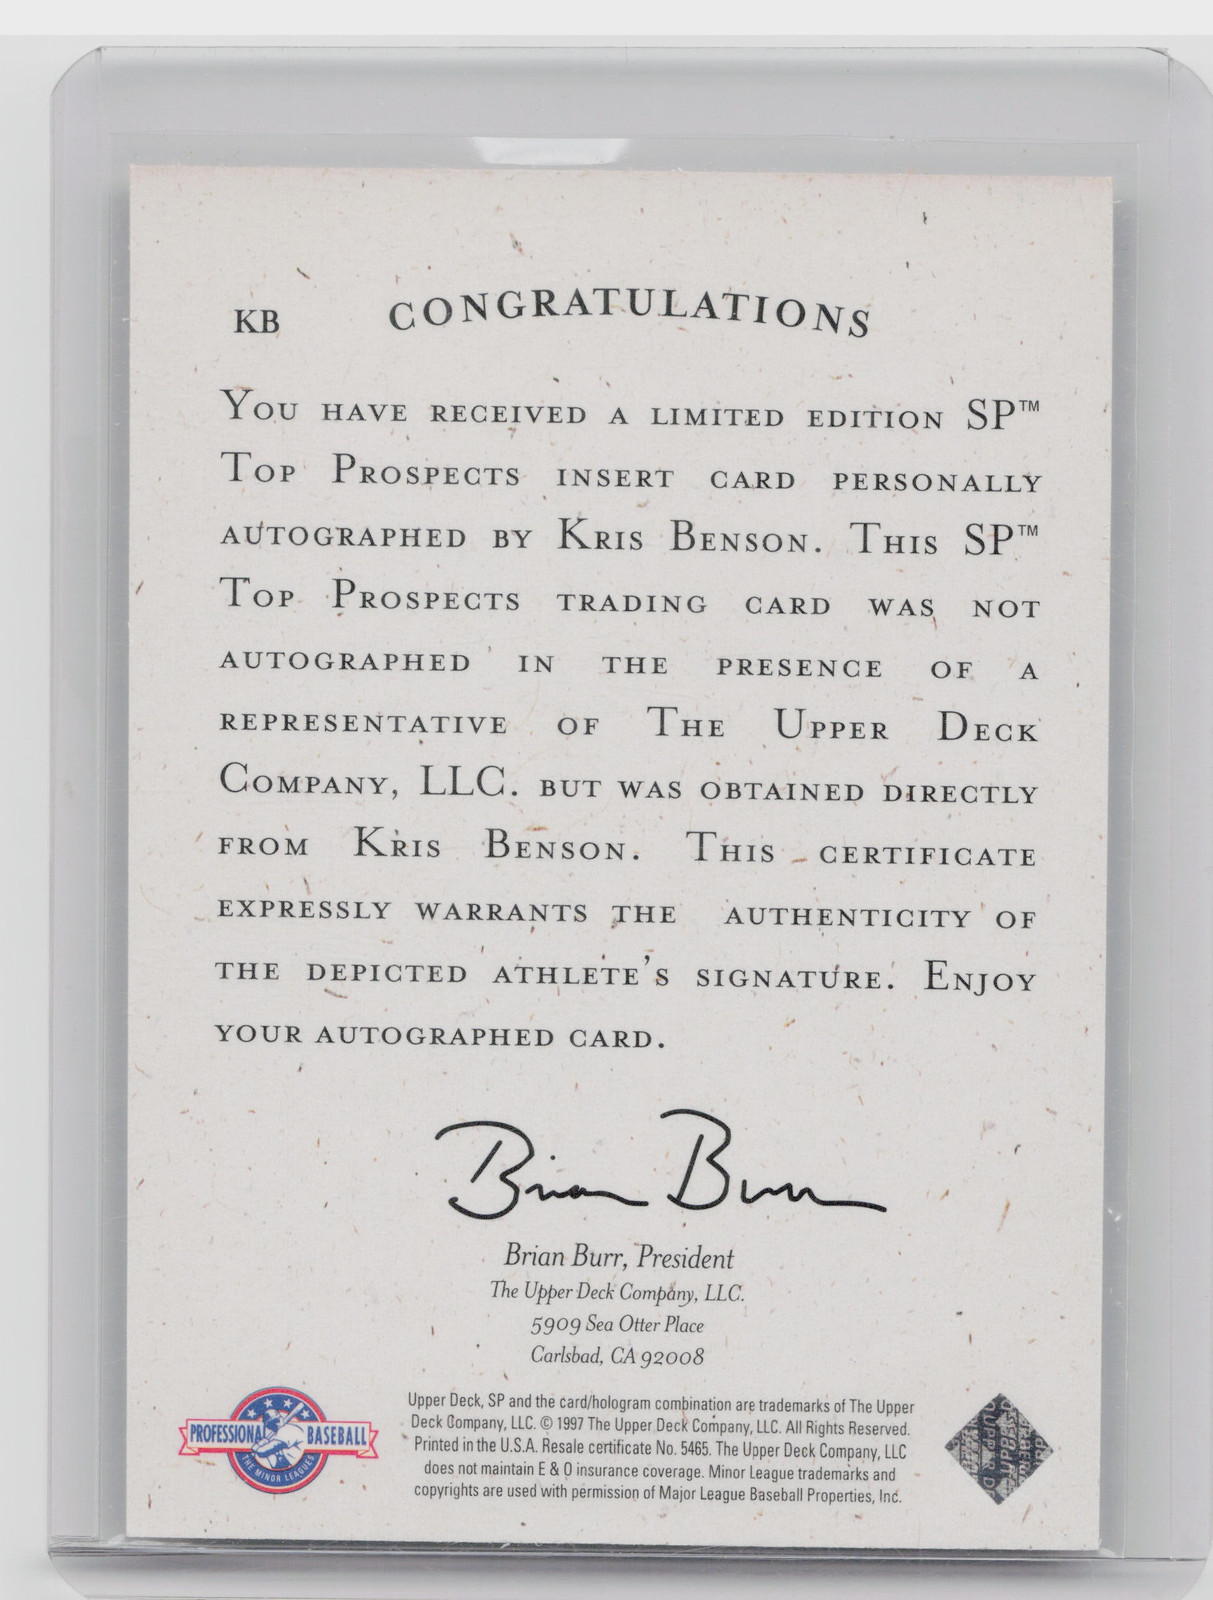 KB CONGRATULATIONS
YOU HAVE RECEIVED A LIMITED EDITION SP™
TOP PROSPECTS INSERT CARD PERSONALLY
AUTOGRAPHED BY KRIS BENSON. THIS SP™
TOP PROSPECTS TRADING CARD WAS NOT
AUTOGRAPHED IN THE PRESENCE OF A
REPRESENTATIVE OF THE UPPER DECK
COMPANY, LLC. BUT WAS OBTAINED DIRECTLY
FROM KRIS BENSON. THIS CERTIFICATE
EXPRESSLY WARRANTS THE AUTHENTICITY OF
THE DEPICTED ATHLETE'S SIGNATURE. ENJOY
YOUR AUTOGRAPHED CARD.
Brian Burr
Brian Burr, President
The Upper Deck Company, LLC.
5909 Sea Otter Place
Carlsbad, CA 92008
PROFESSIONAL BASEBALL
THE MINOR LEAGUES
Upper Deck, SP and the card/hologram combination are trademarks of The Upper
Deck Company, LLC. © 1997 The Upper Deck Company, LLC. All Rights Reserved.
Printed in the U.S.A. Resale certificate No. 5465. The Upper Deck Company, LLC
does not maintain E & O insurance coverage. Minor League trademarks and
copyrights are used with permission of Major League Baseball Properties, Inc.